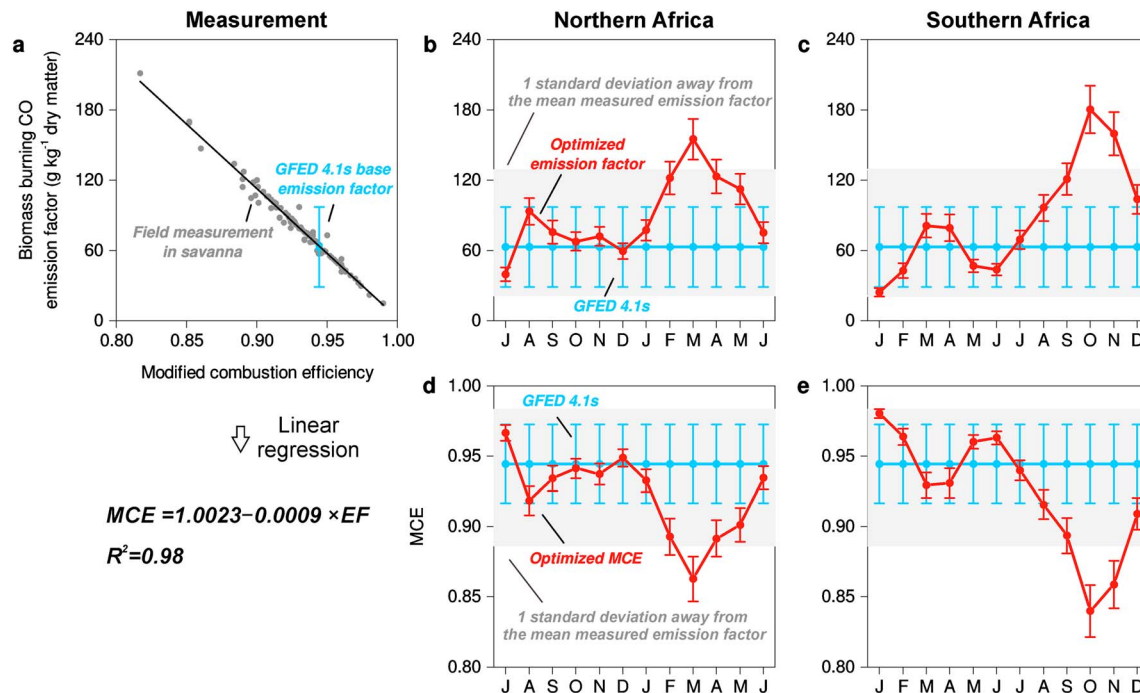 Measurement
Northern Africa
Southern Africa
a
b
c
Biomass burning CO
emission factor (g kg⁻¹ dry matter)
240
180
120
60
0
GFED 4.1s base
emission factor
Field measurement
in savanna
0.80 0.85 0.90 0.95 1.00
Modified combustion efficiency
Linear
regression
MCE =1.0023−0.0009 ×EF
R²=0.98
240
180
120
60
0
1 standard deviation away from
the mean measured emission factor
Optimized
emission factor
GFED 4.1s
J A S O N D J F M A M J
240
180
120
60
0
J F M A M J J A S O N D
d
MCE
1.00
0.95
0.90
0.85
0.80
GFED 4.1s
Optimized MCE
1 standard deviation away from
the mean measured emission factor
J A S O N D J F M A M J
e
MCE
1.00
0.95
0.90
0.85
0.80
J F M A M J J A S O N D